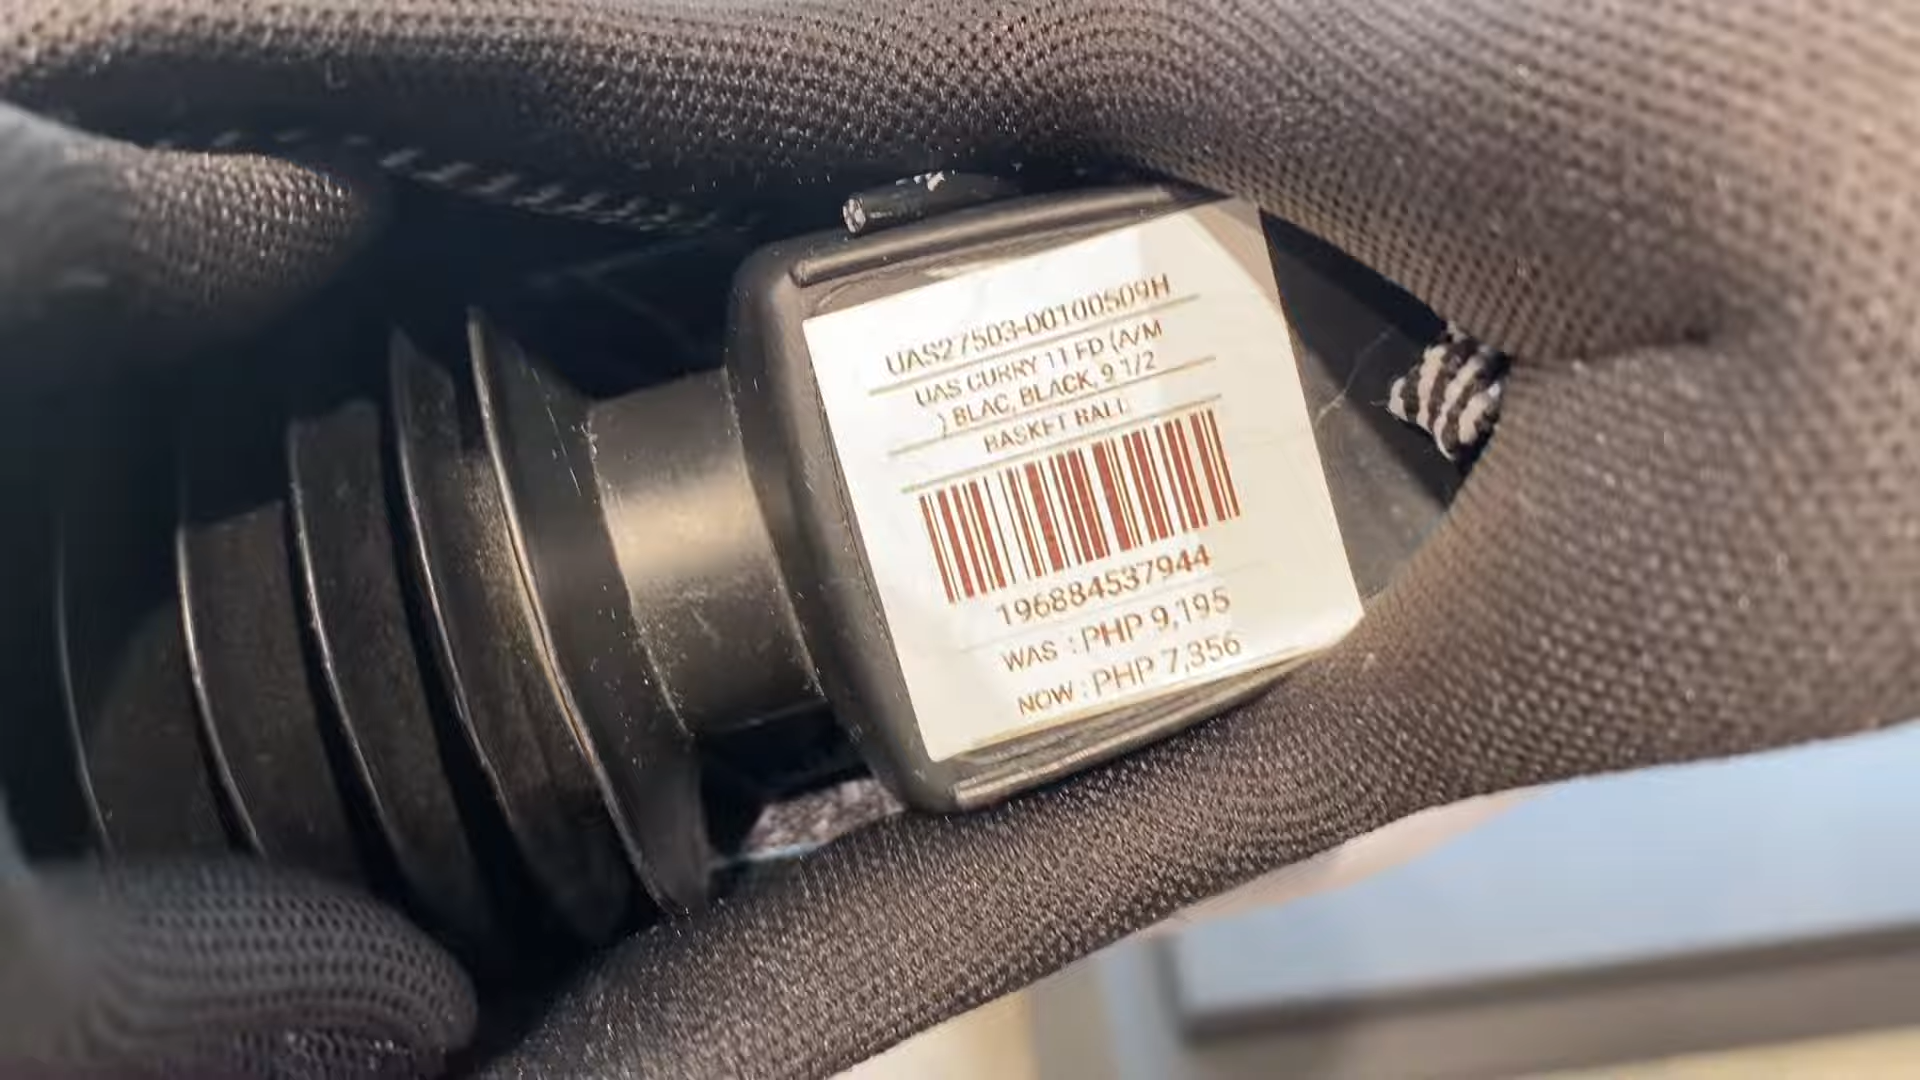 UAS27503-00100509H
UAS CURRY 11 FD (A/M
) BLAC, BLACK, 9 1/2
BASKET BALL
196884537944
WAS : PHP 9,195
NOW : PHP 7,356